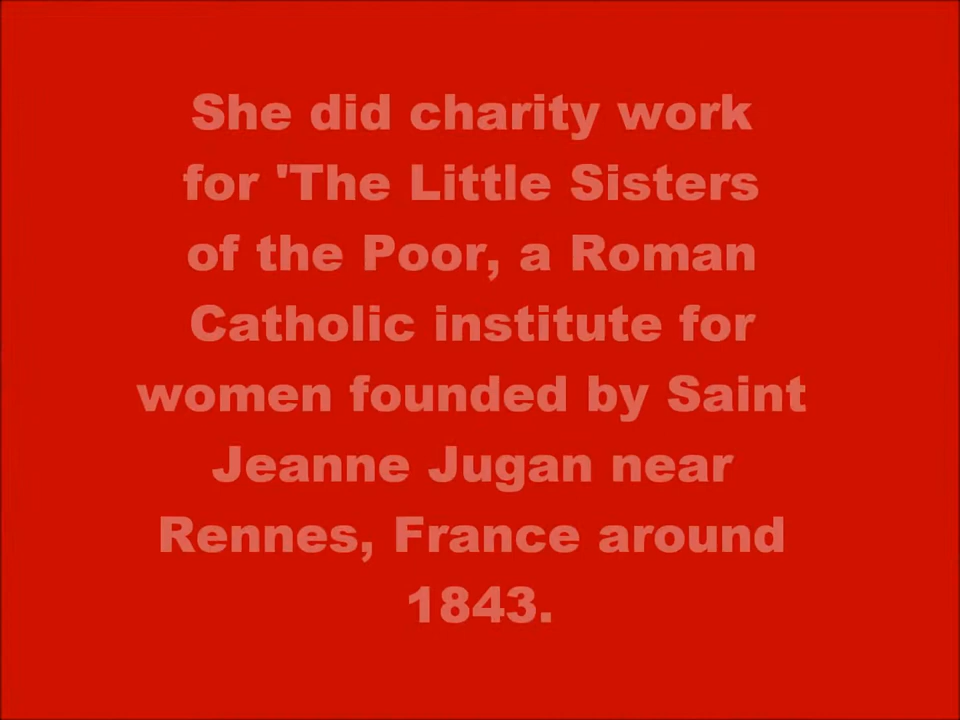 She did charity work
for 'The Little Sisters
of the Poor, a Roman
Catholic institute for
women founded by Saint
Jeanne Jugan near
Rennes, France around
1843.